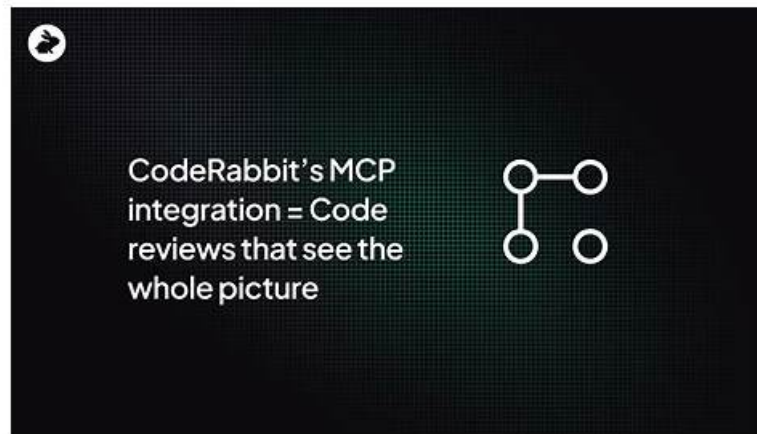 CodeRabbit’s MCP
integration = Code
reviews that see the
whole picture